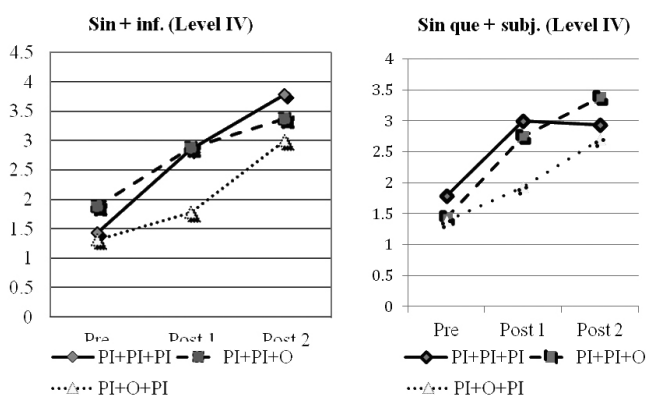 Sin + inf. (Level IV)
4.5
4
3.5
3
2.5
2
1.5
1
0.5
0
Pre Post 1 Post 2
PI+PI+PI PI+PI+O
PI+O+PI
Sin que + subj. (Level IV)
4
3.5
3
2.5
2
1.5
1
0.5
0
Pre Post 1 Post 2
PI+PI+PI PI+PI+O
PI+O+PI